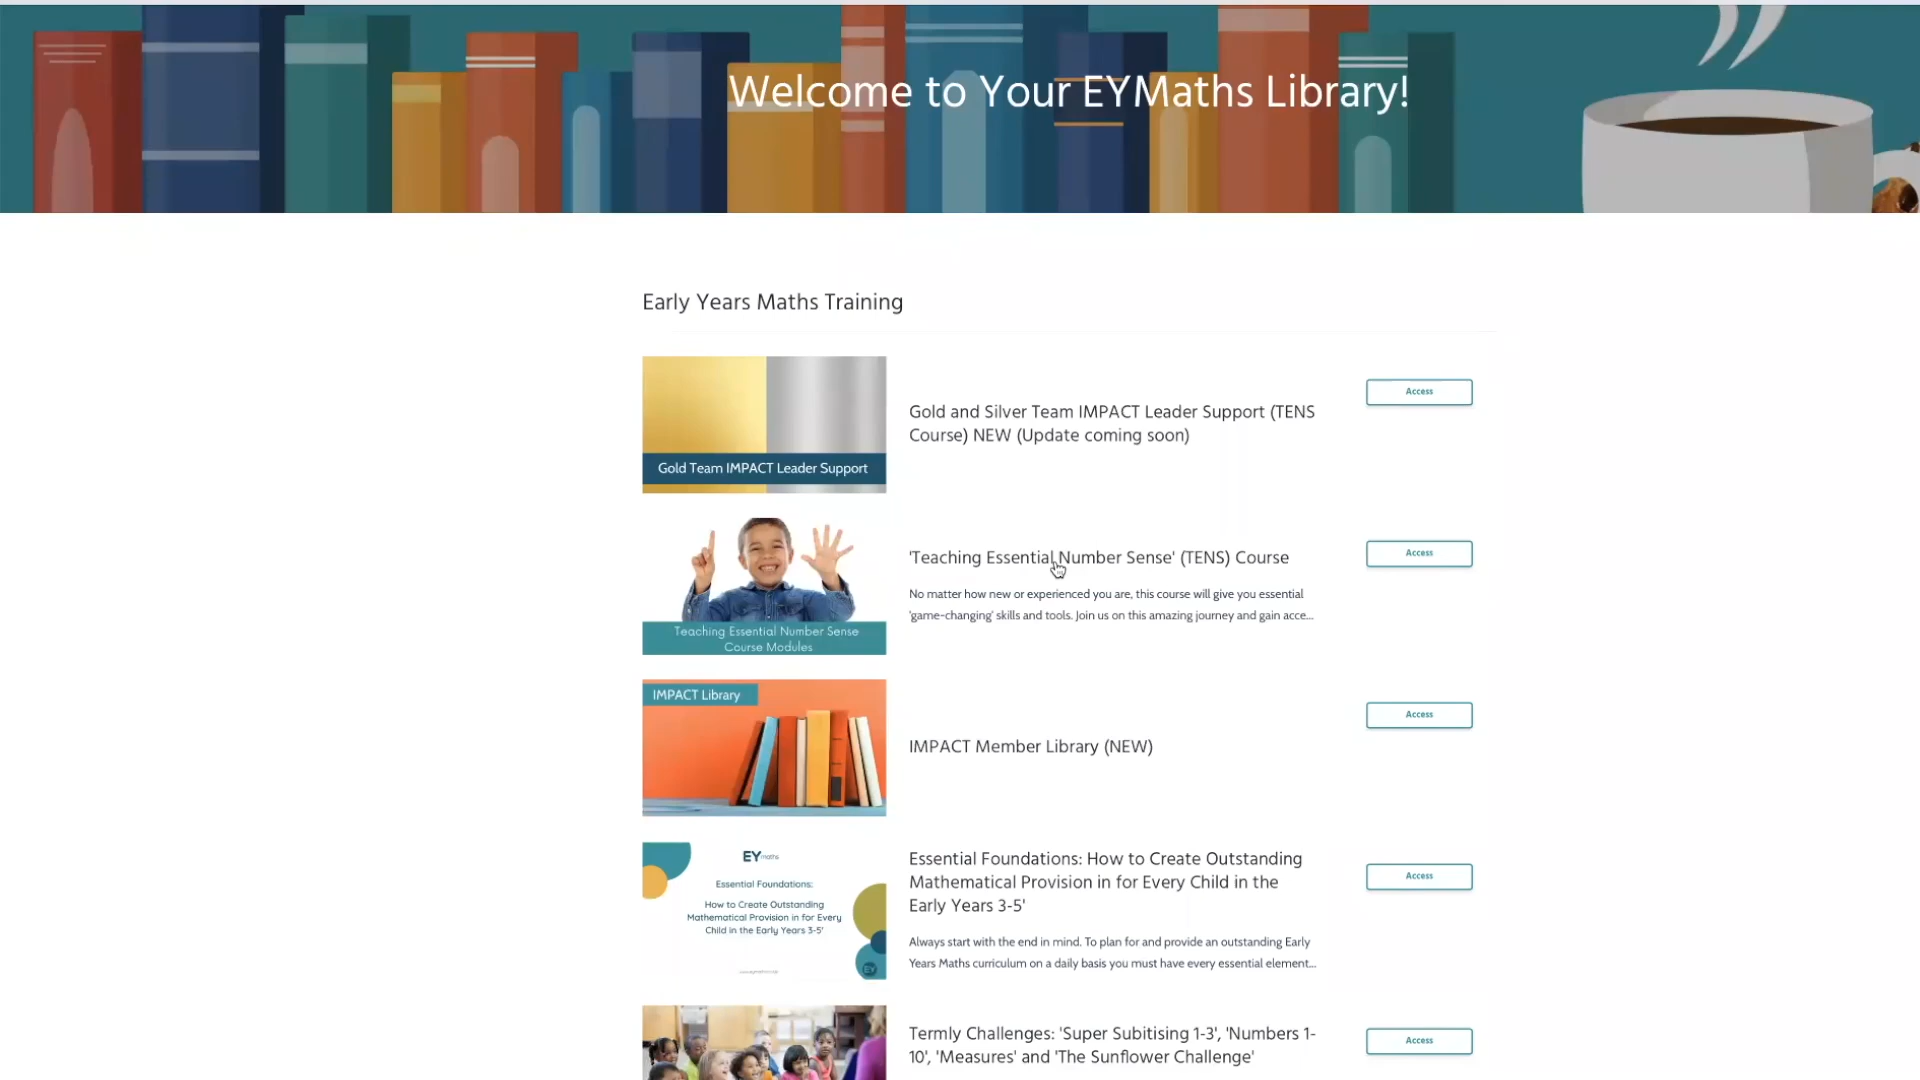 Welcome to Your EYMaths Library!
Early Years Maths Training
Gold Team IMPACT Leader Support
Gold and Silver Team IMPACT Leader Support (TENS
Course) NEW (Update coming soon)
Access
Teaching Essential Number Sense
Course Modules
'Teaching Essential Number Sense' (TENS) Course
No matter how new or experienced you are, this course will give you essential
'game-changing' skills and tools. Join us on this amazing journey and gain acce...
Access
IMPACT Library
IMPACT Member Library (NEW)
Access
EY maths
Essential Foundations:
How to Create Outstanding
Mathematical Provision in for Every
Child in the Early Years 3-5'
EY
Essential Foundations: How to Create Outstanding
Mathematical Provision in for Every Child in the
Early Years 3-5'
Always start with the end in mind. To plan for and provide an outstanding Early
Years Maths curriculum on a daily basis you must have every essential element...
Access
Termly Challenges: 'Super Subitising 1-3', 'Numbers 1-
10', 'Measures' and 'The Sunflower Challenge'
Access